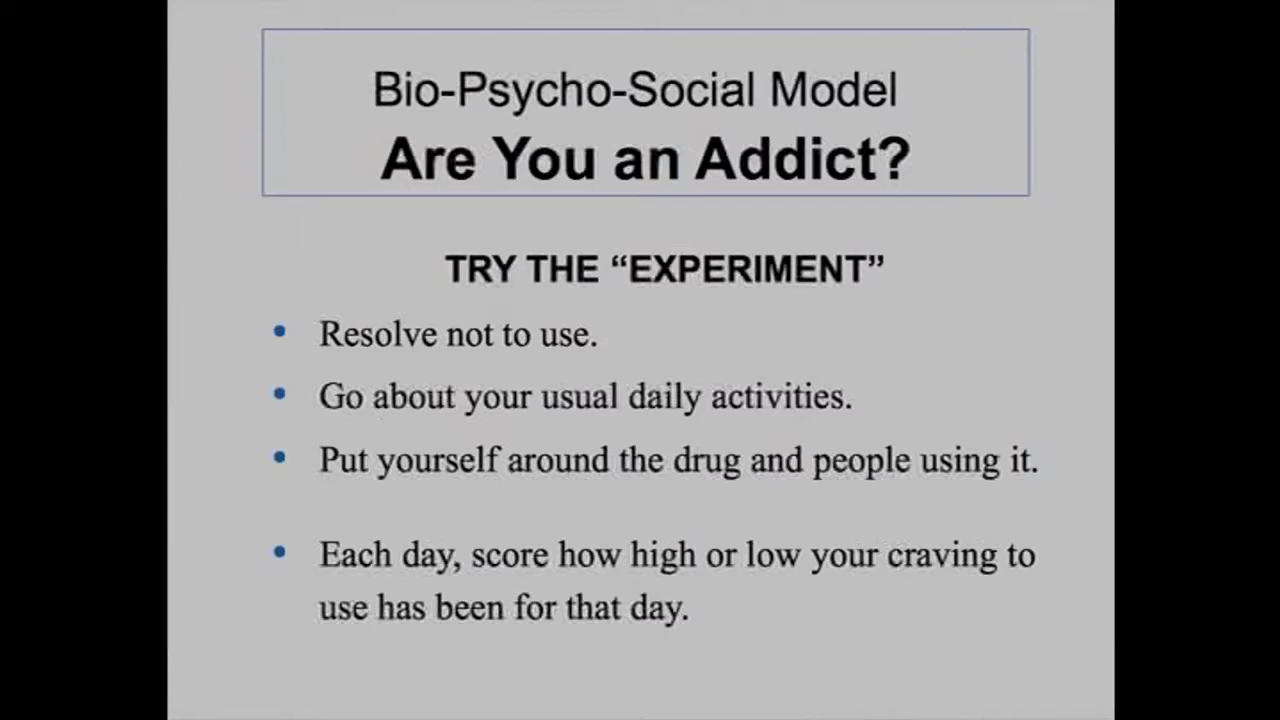 Bio-Psycho-Social Model
Are You an Addict?
TRY THE “EXPERIMENT”
• Resolve not to use.
• Go about your usual daily activities.
• Put yourself around the drug and people using it.
• Each day, score how high or low your craving to
use has been for that day.